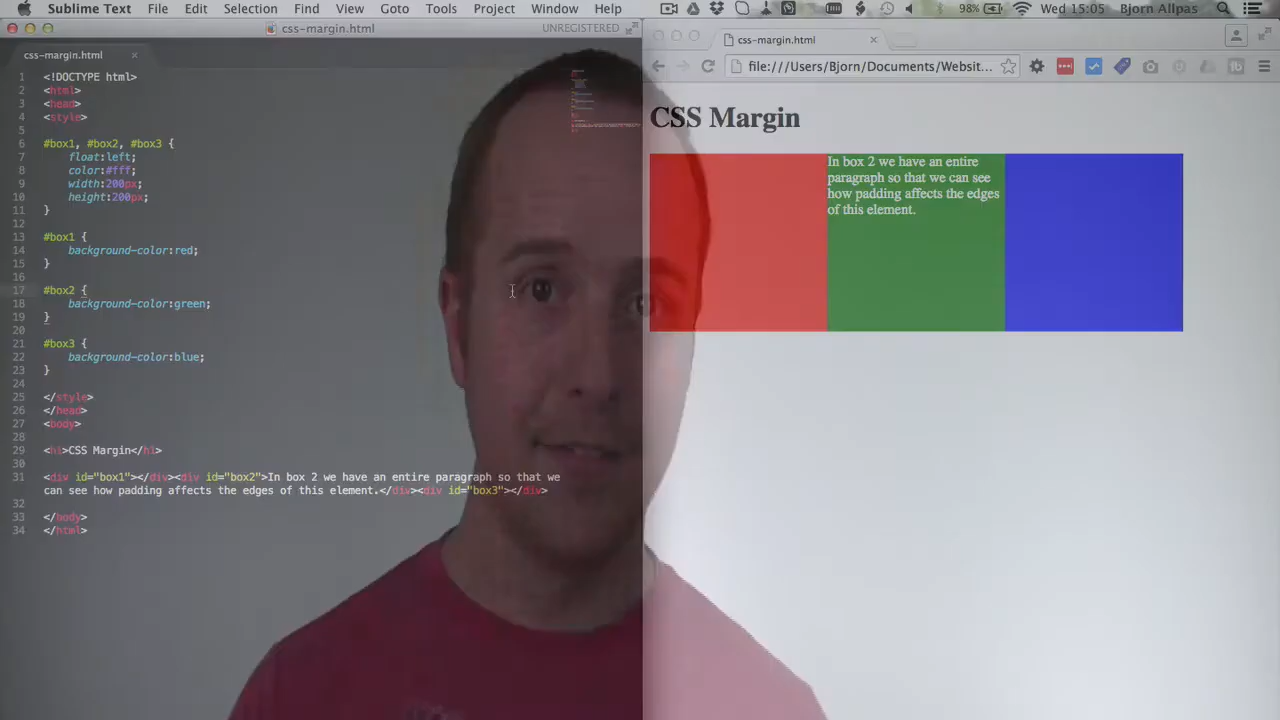 Sublime Text File Edit Selection Find View Goto Tools Project Window Help 98% Wed 15:05 Bjorn Allpas
css-margin.html UNREGISTERED
css-margin.html
1 <!DOCTYPE html>
2 <html>
3 <head>
4 <style>
5
6 #box1, #box2, #box3 {
7 float:left;
8 color:#fff;
9 width:200px;
10 height:200px;
11 }
12
13 #box1 {
14 background-color:red;
15 }
16
17 #box2 {
18 background-color:green;
19 }
20
21 #box3 {
22 background-color:blue;
23 }
24
25 </style>
26 </head>
27 <body>
28
29 <h1>CSS Margin</h1>
30
31 <div id="box1"></div><div id="box2">In box 2 we have an entire paragraph so that we
can see how padding affects the edges of this element.</div><div id="box3"></div>
32
33 </body>
34 </html>
css-margin.html
file:///Users/Bjorn/Documents/Websit...
CSS Margin
In box 2 we have an entire
paragraph so that we can see
how padding affects the edges
of this element.